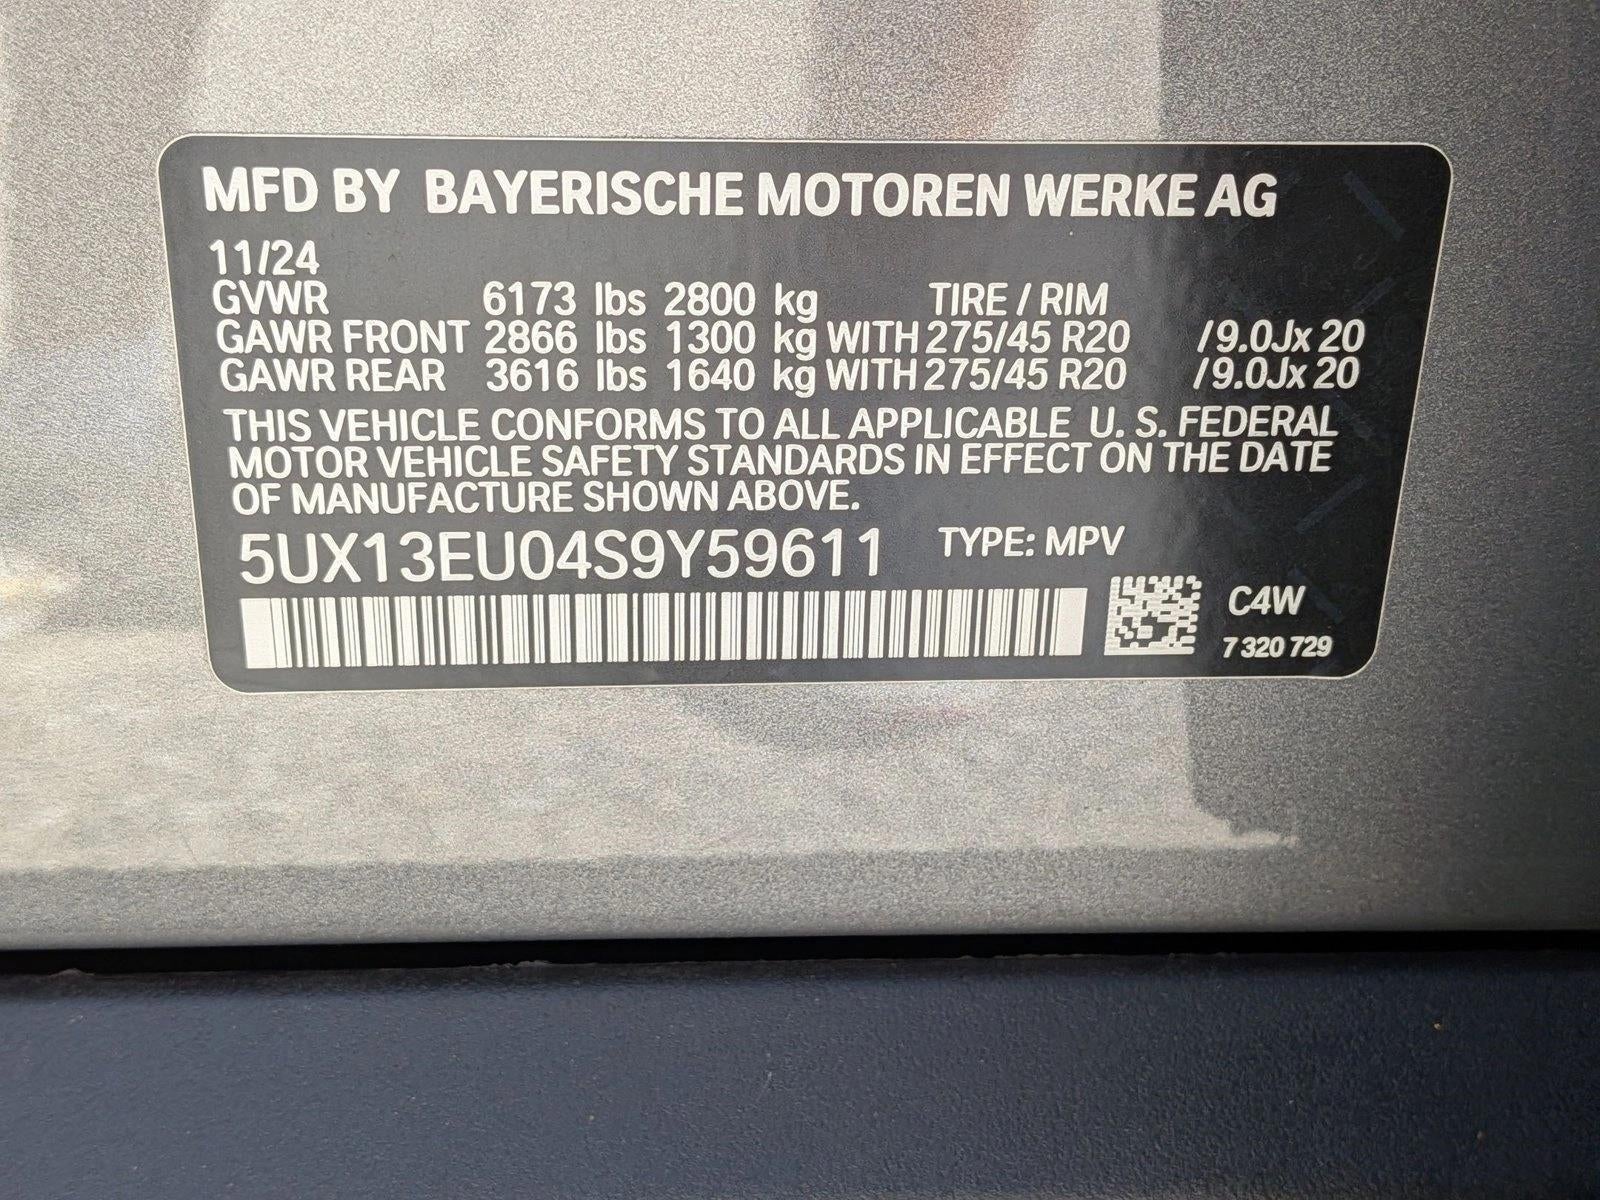 MFD BY BAYERISCHE MOTOREN WERKE AG
11/24
GVWR 6173 lbs 2800 kg TIRE / RIM
GAWR FRONT 2866 lbs 1300 kg WITH 275/45 R20 /9.0Jx 20
GAWR REAR 3616 lbs 1640 kg WITH 275/45 R20 /9.0Jx 20
THIS VEHICLE CONFORMS TO ALL APPLICABLE U. S. FEDERAL
MOTOR VEHICLE SAFETY STANDARDS IN EFFECT ON THE DATE
OF MANUFACTURE SHOWN ABOVE.
5UX13EU04S9Y59611 TYPE: MPV
C4W
7 320 729